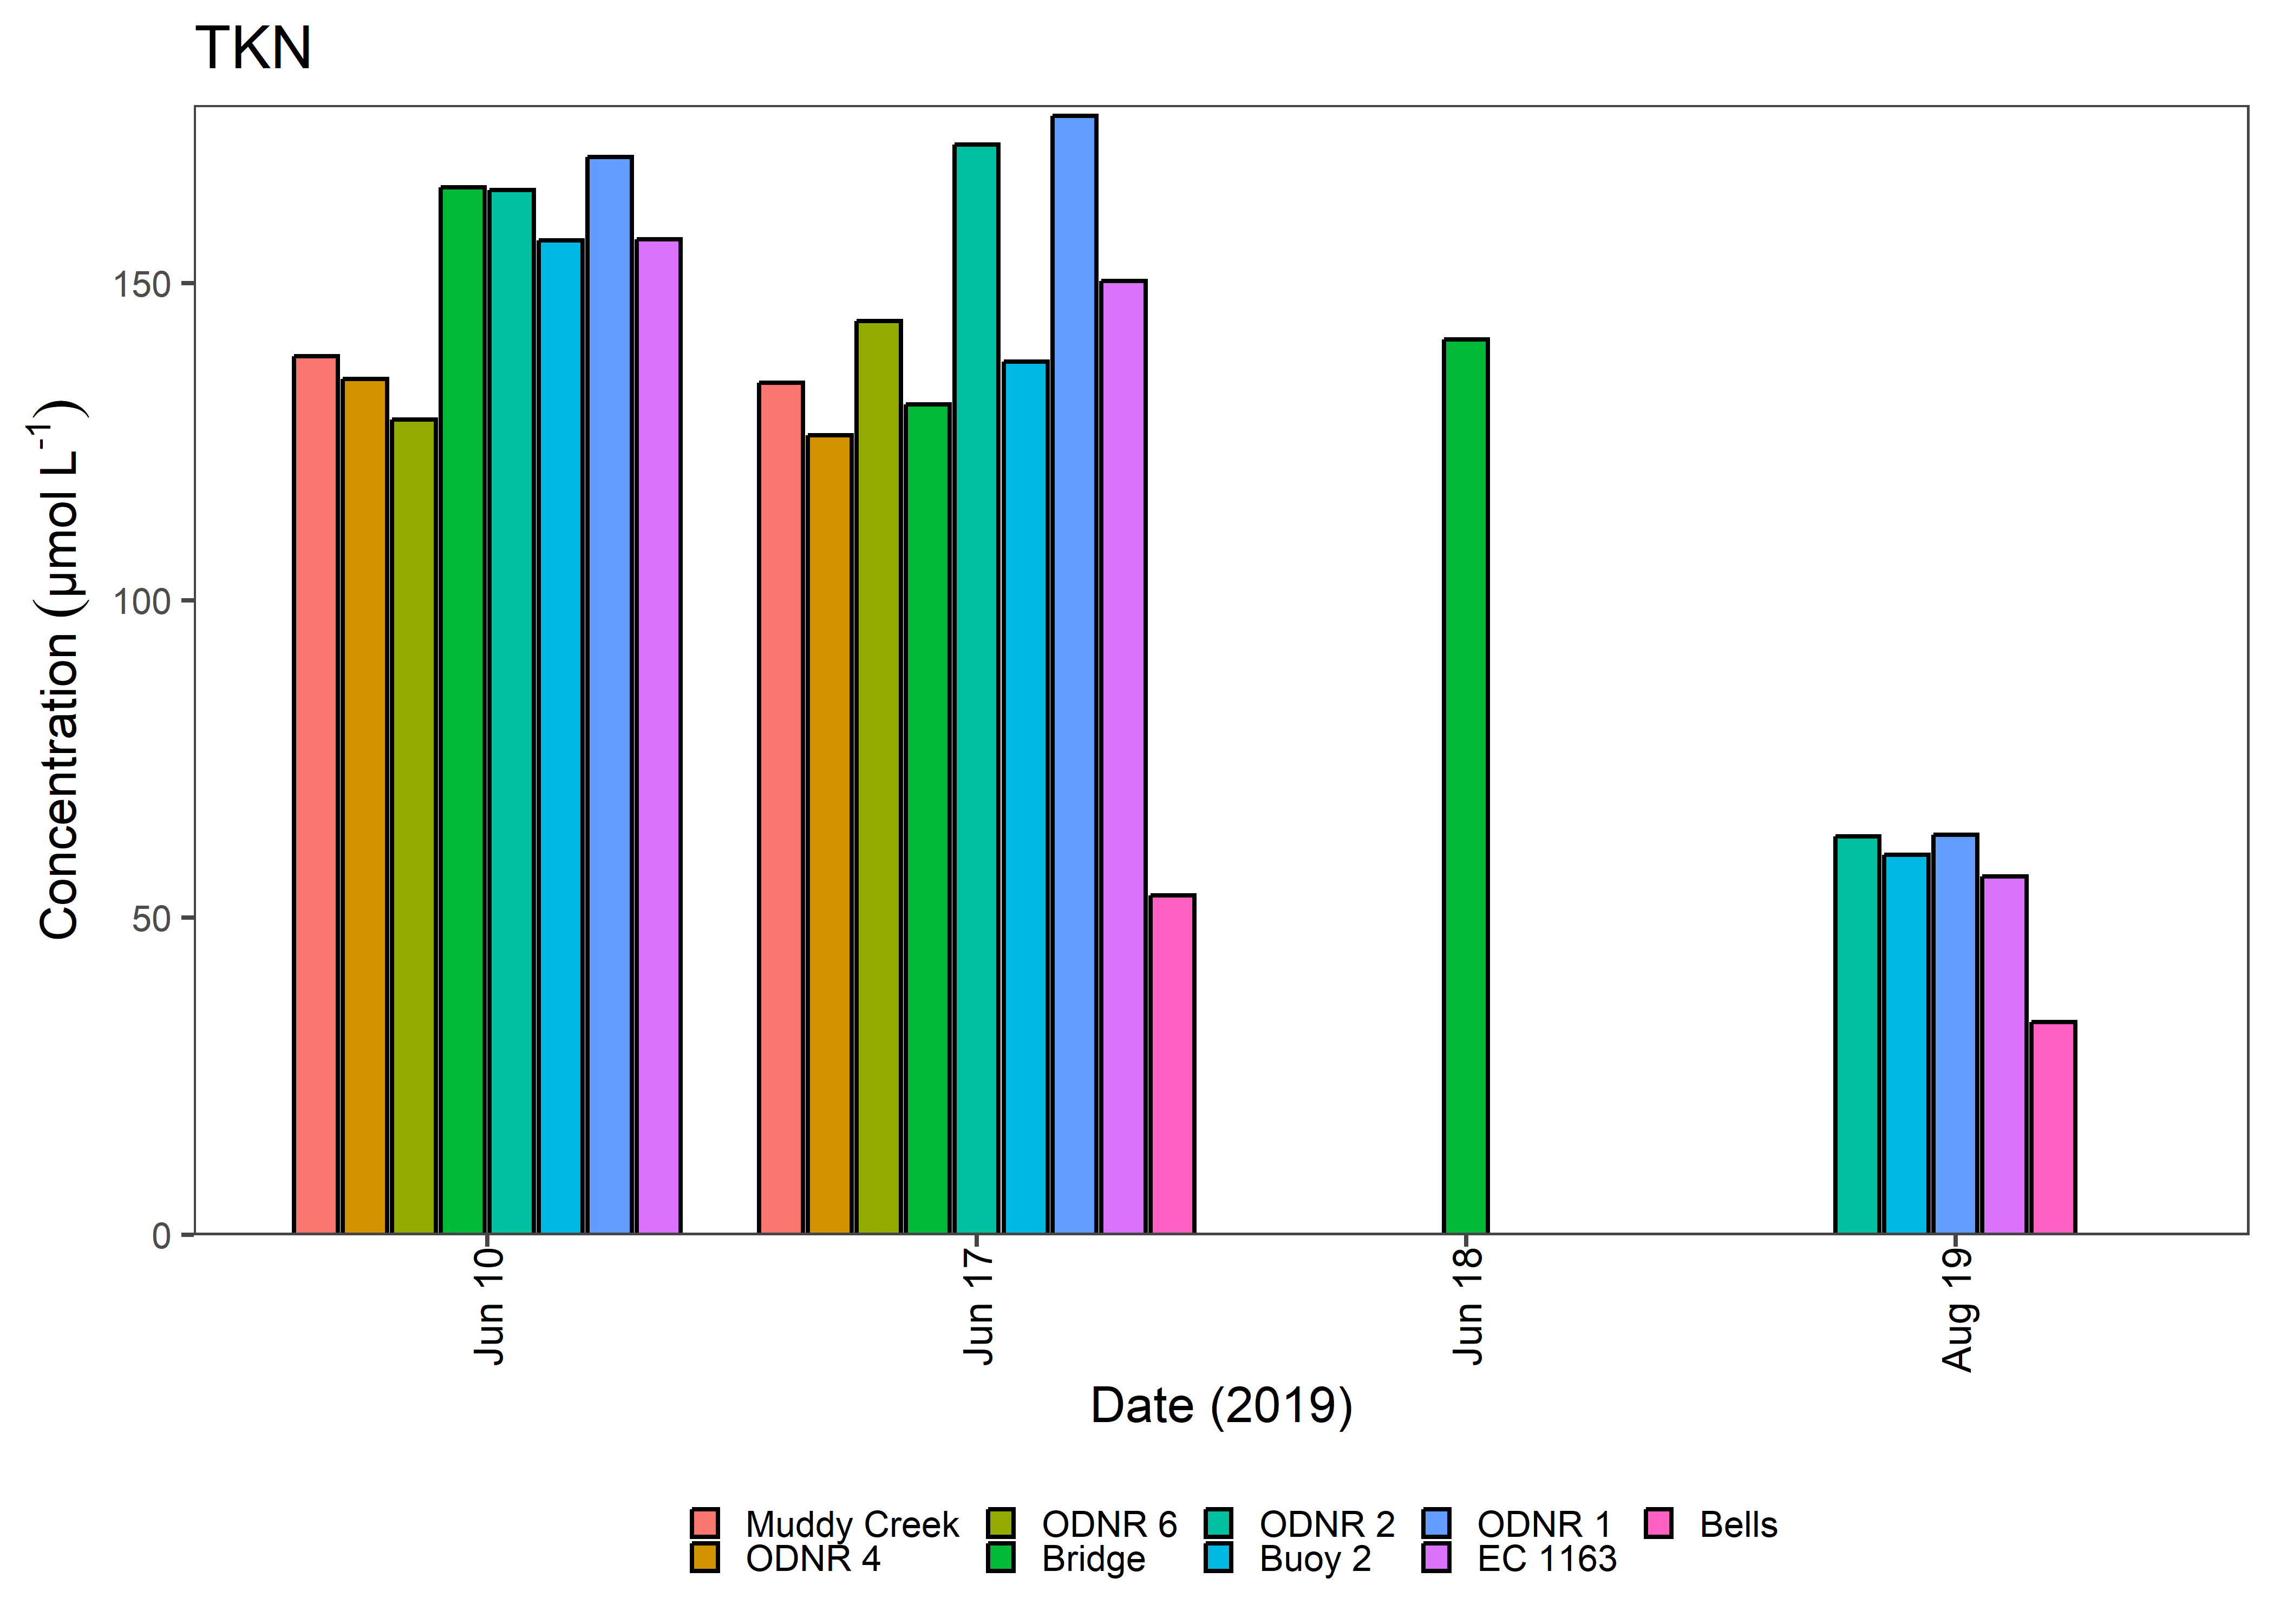 TKN
Concentration (µmol L⁻¹)
150
100
50
0
Jun 10
Jun 17
Jun 18
Aug 19
Date (2019)
Muddy Creek
ODNR 6
ODNR 2
ODNR 1
Bells
ODNR 4
Bridge
Buoy 2
EC 1163